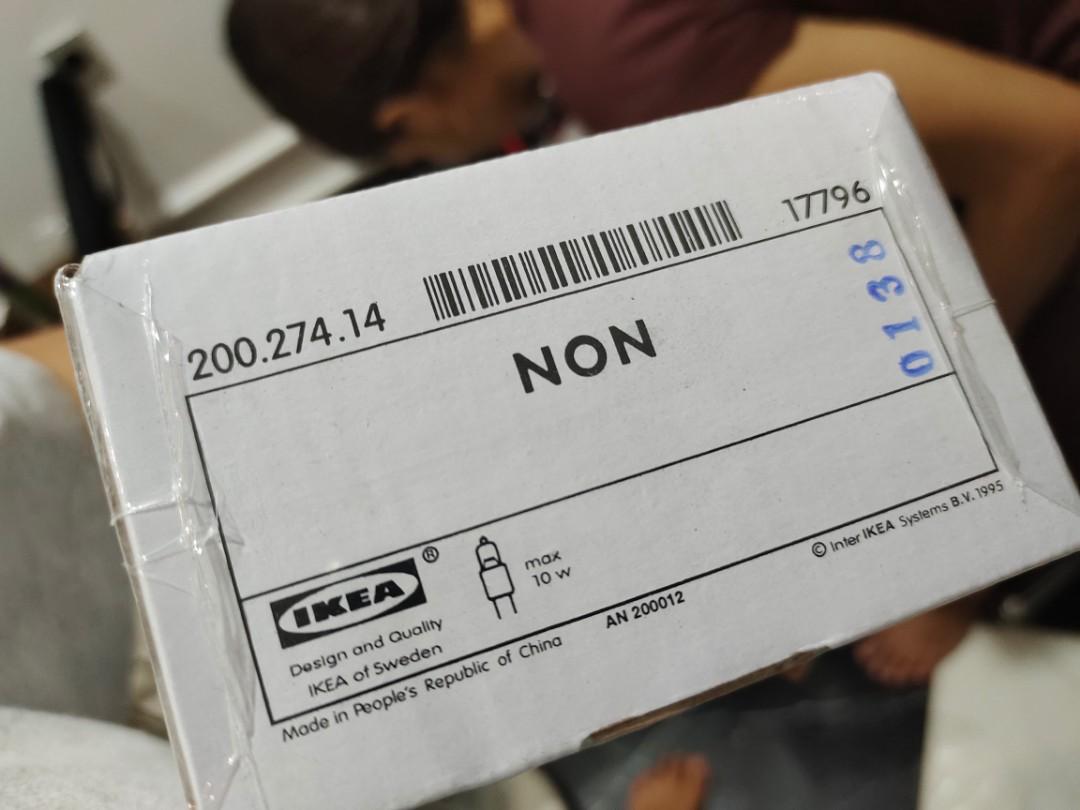 200.274.14
17796
NON
0138
IKEA®
Design and Quality
IKEA of Sweden
max
10 w
Made in People's Republic of China
AN 200012
© Inter IKEA Systems B.V. 1995